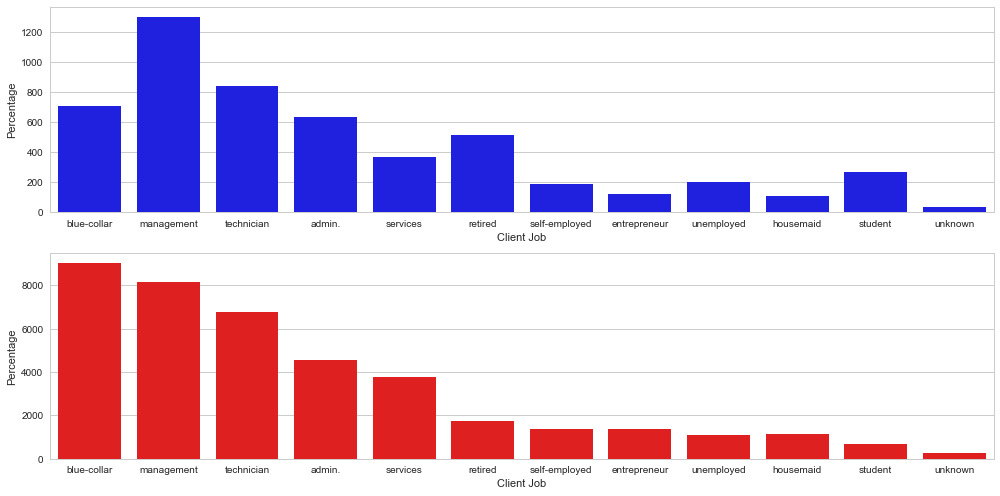 1200
1000
800
600
400
200
0
Percentage
blue-collar management technician admin. services retired self-employed entrepreneur unemployed housemaid student unknown
Client Job
8000
6000
4000
2000
0
Percentage
blue-collar management technician admin. services retired self-employed entrepreneur unemployed housemaid student unknown
Client Job